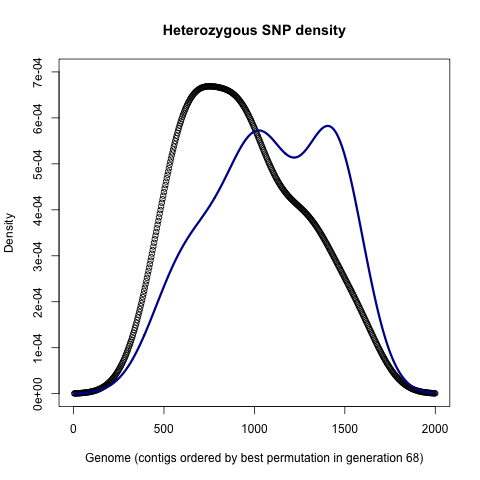 Heterozygous SNP density
Density
7e-04
6e-04
5e-04
4e-04
3e-04
2e-04
1e-04
0e+00
0 500 1000 1500 2000
Genome (contigs ordered by best permutation in generation 68)